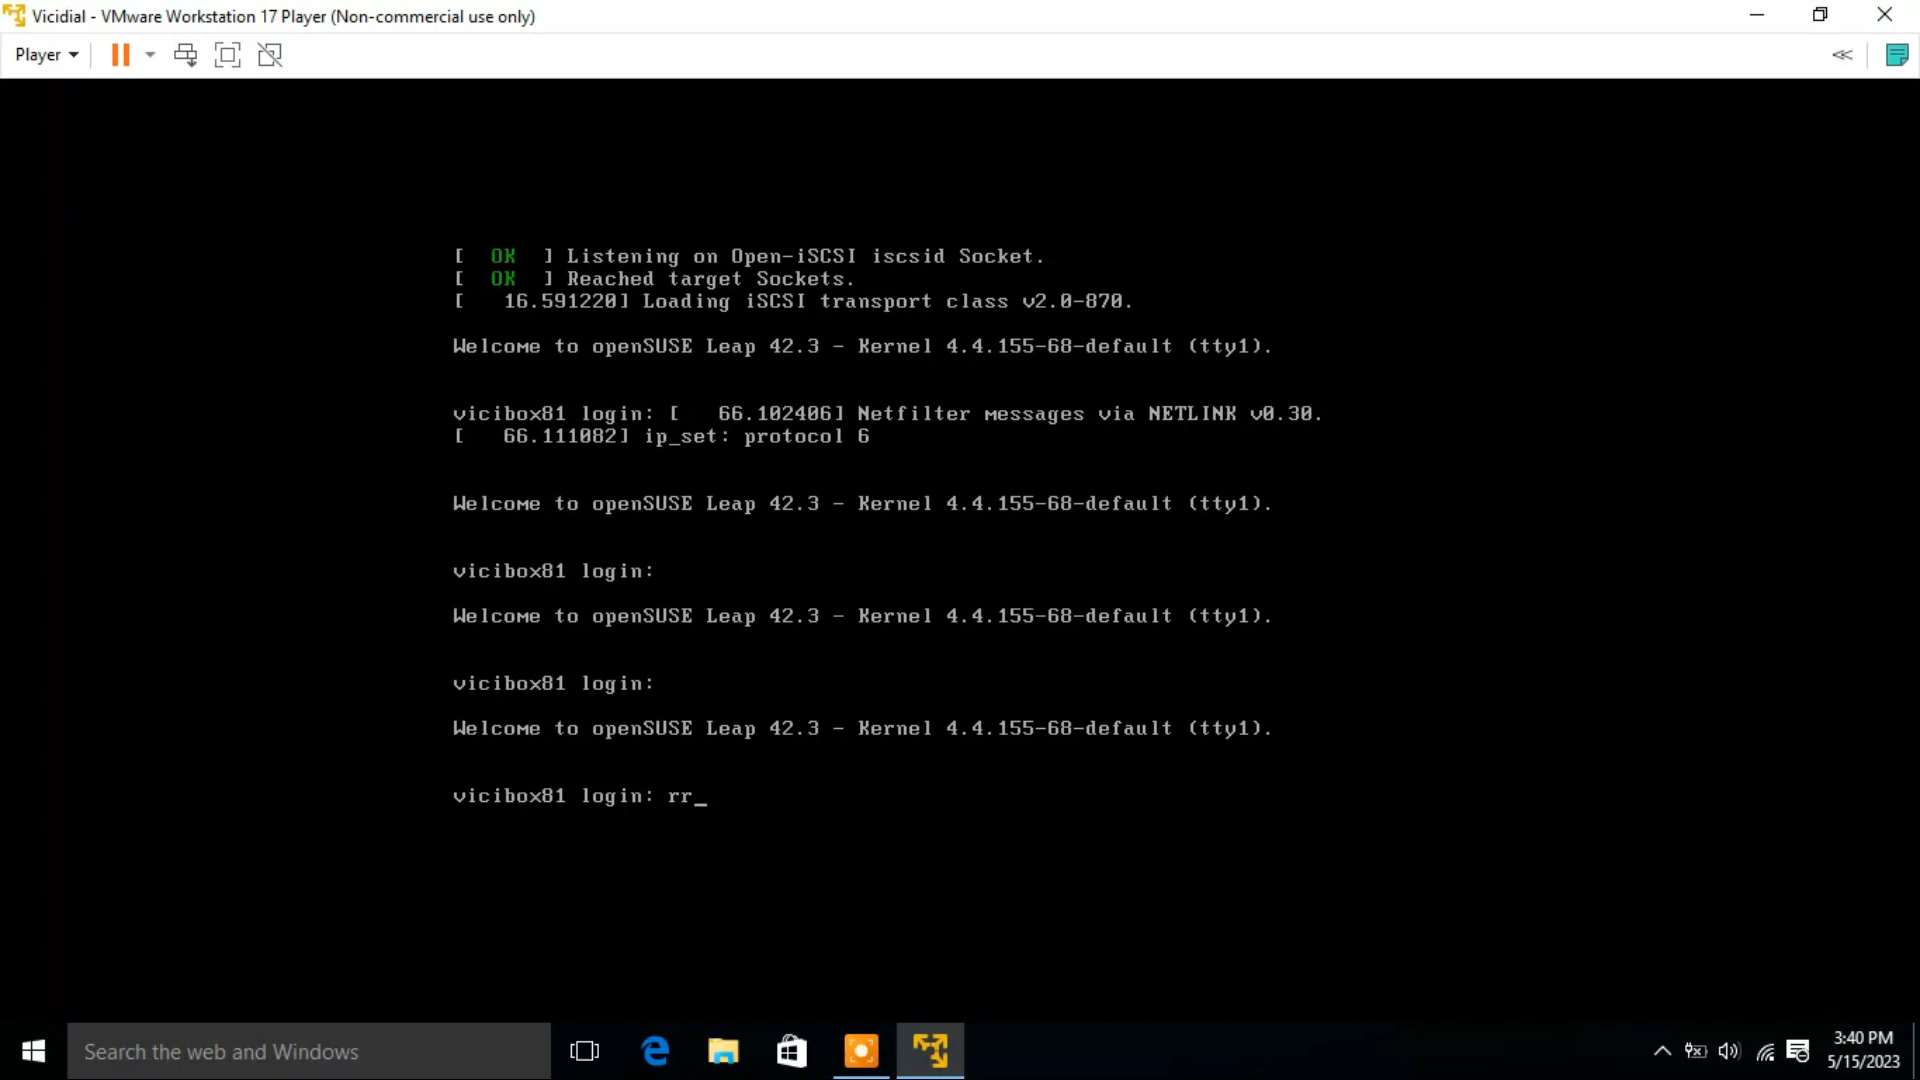 Vicidial - VMware Workstation 17 Player (Non-commercial use only)
Player
[  OK  ] Listening on Open-iSCSI iscsid Socket.
[  OK  ] Reached target Sockets.
[   16.591220] Loading iSCSI transport class v2.0-870.
Welcome to openSUSE Leap 42.3 - Kernel 4.4.155-68-default (tty1).
vicibox81 login: [   66.102406] Netfilter messages via NETLINK v0.30.
[   66.111082] ip_set: protocol 6
Welcome to openSUSE Leap 42.3 - Kernel 4.4.155-68-default (tty1).
vicibox81 login:
Welcome to openSUSE Leap 42.3 - Kernel 4.4.155-68-default (tty1).
vicibox81 login:
Welcome to openSUSE Leap 42.3 - Kernel 4.4.155-68-default (tty1).
vicibox81 login: rr_
Search the web and Windows
3:40 PM
5/15/2023